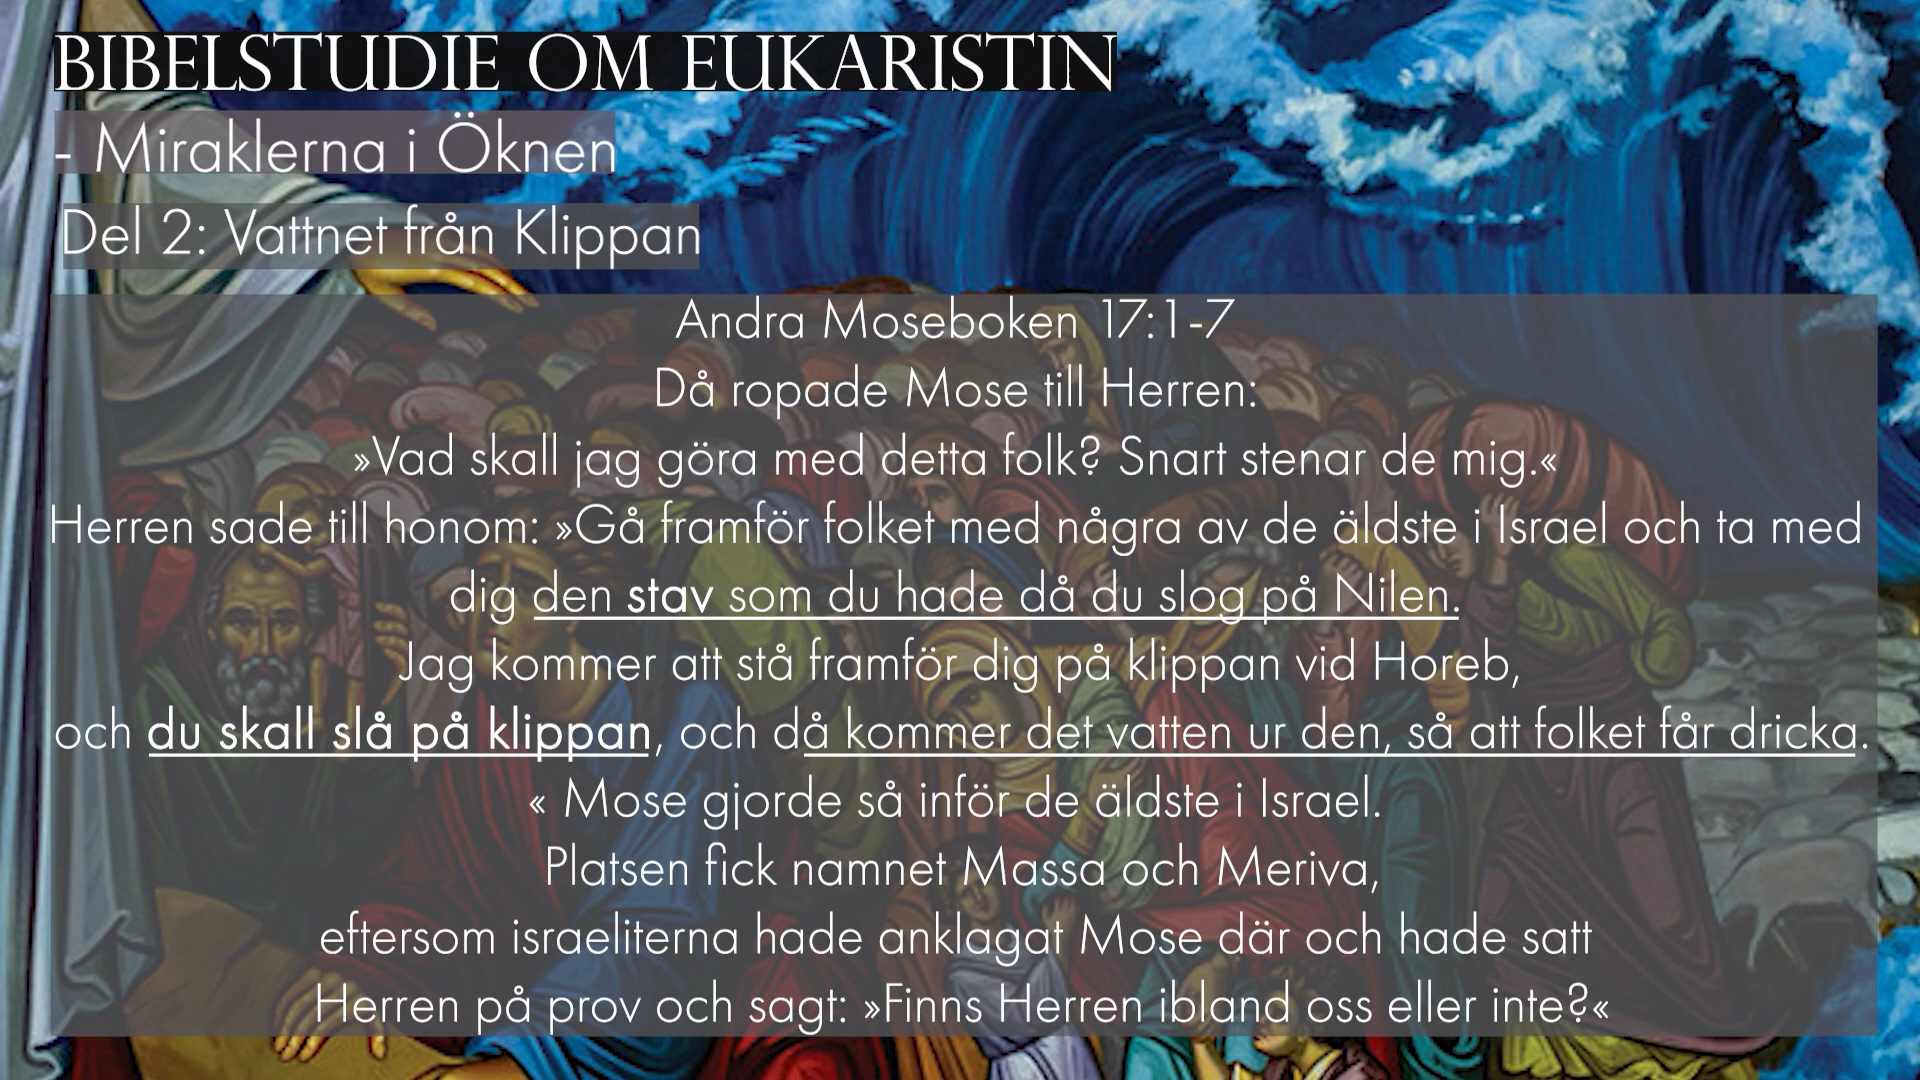 BIBELSTUDIE OM EUKARISTIN
- Miraklerna i Öknen
Del 2: Vattnet från Klippan
Andra Moseboken 17:1-7
Då ropade Mose till Herren:
»Vad skall jag göra med detta folk? Snart stenar de mig.«
Herren sade till honom: »Gå framför folket med några av de äldste i Israel och ta med
dig den stav som du hade då du slog på Nilen.
Jag kommer att stå framför dig på klippan vid Horeb,
och du skall slå på klippan, och då kommer det vatten ur den, så att folket får dricka.
« Mose gjorde så inför de äldste i Israel.
Platsen fick namnet Massa och Meriva,
eftersom israeliterna hade anklagat Mose där och hade satt
Herren på prov och sagt: »Finns Herren ibland oss eller inte?«